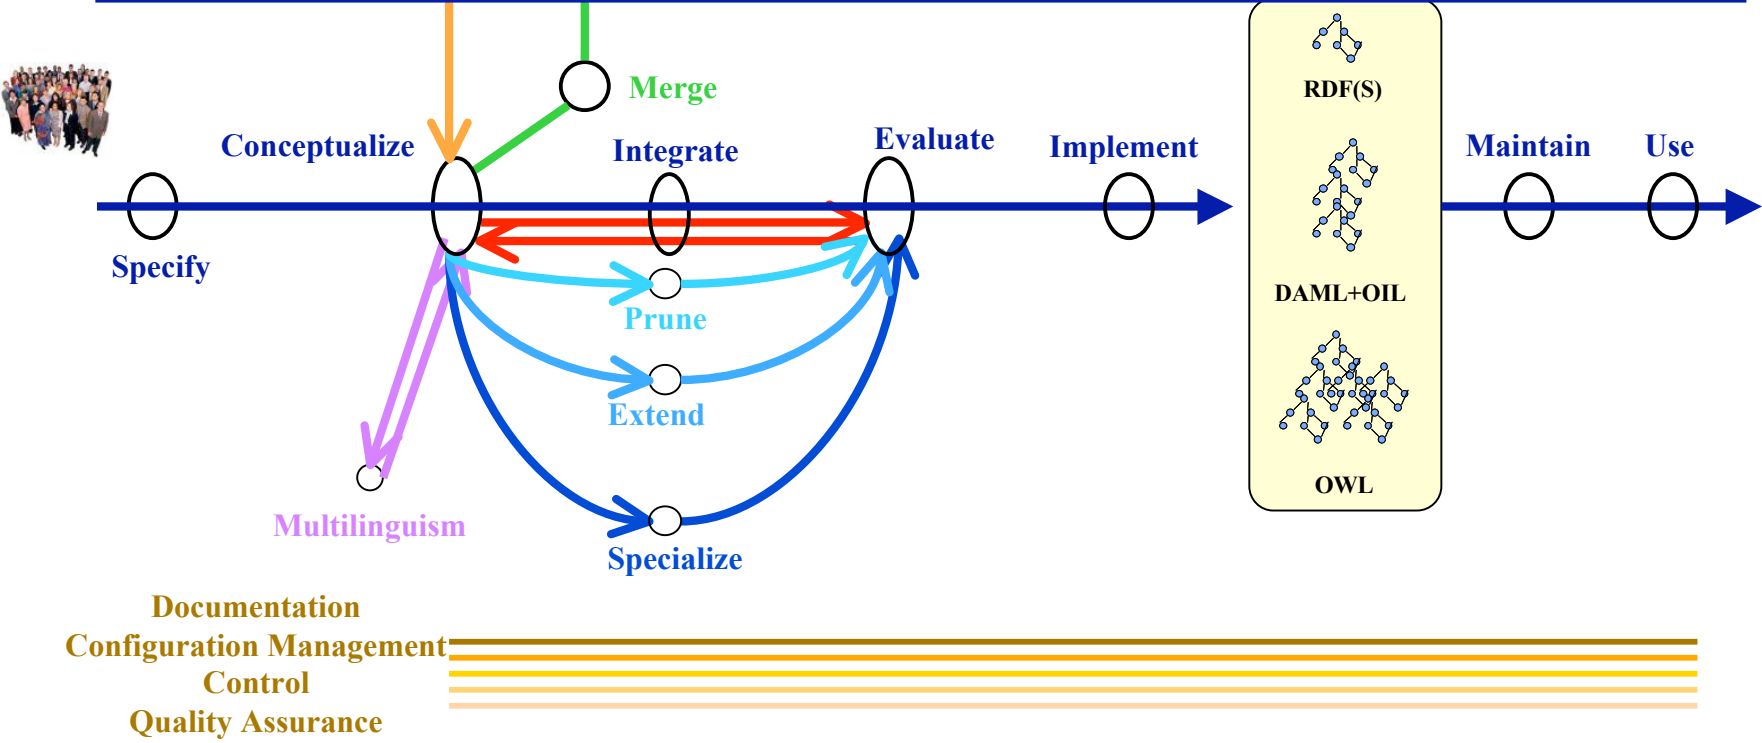 RDF(S)
Merge
Conceptualize
Integrate
Evaluate
Implement
Maintain
Use
Specify
DAML+OIL
Prune
Extend
OWL
Multilinguism
Specialize
Documentation
Configuration Management
Control
Quality Assurance